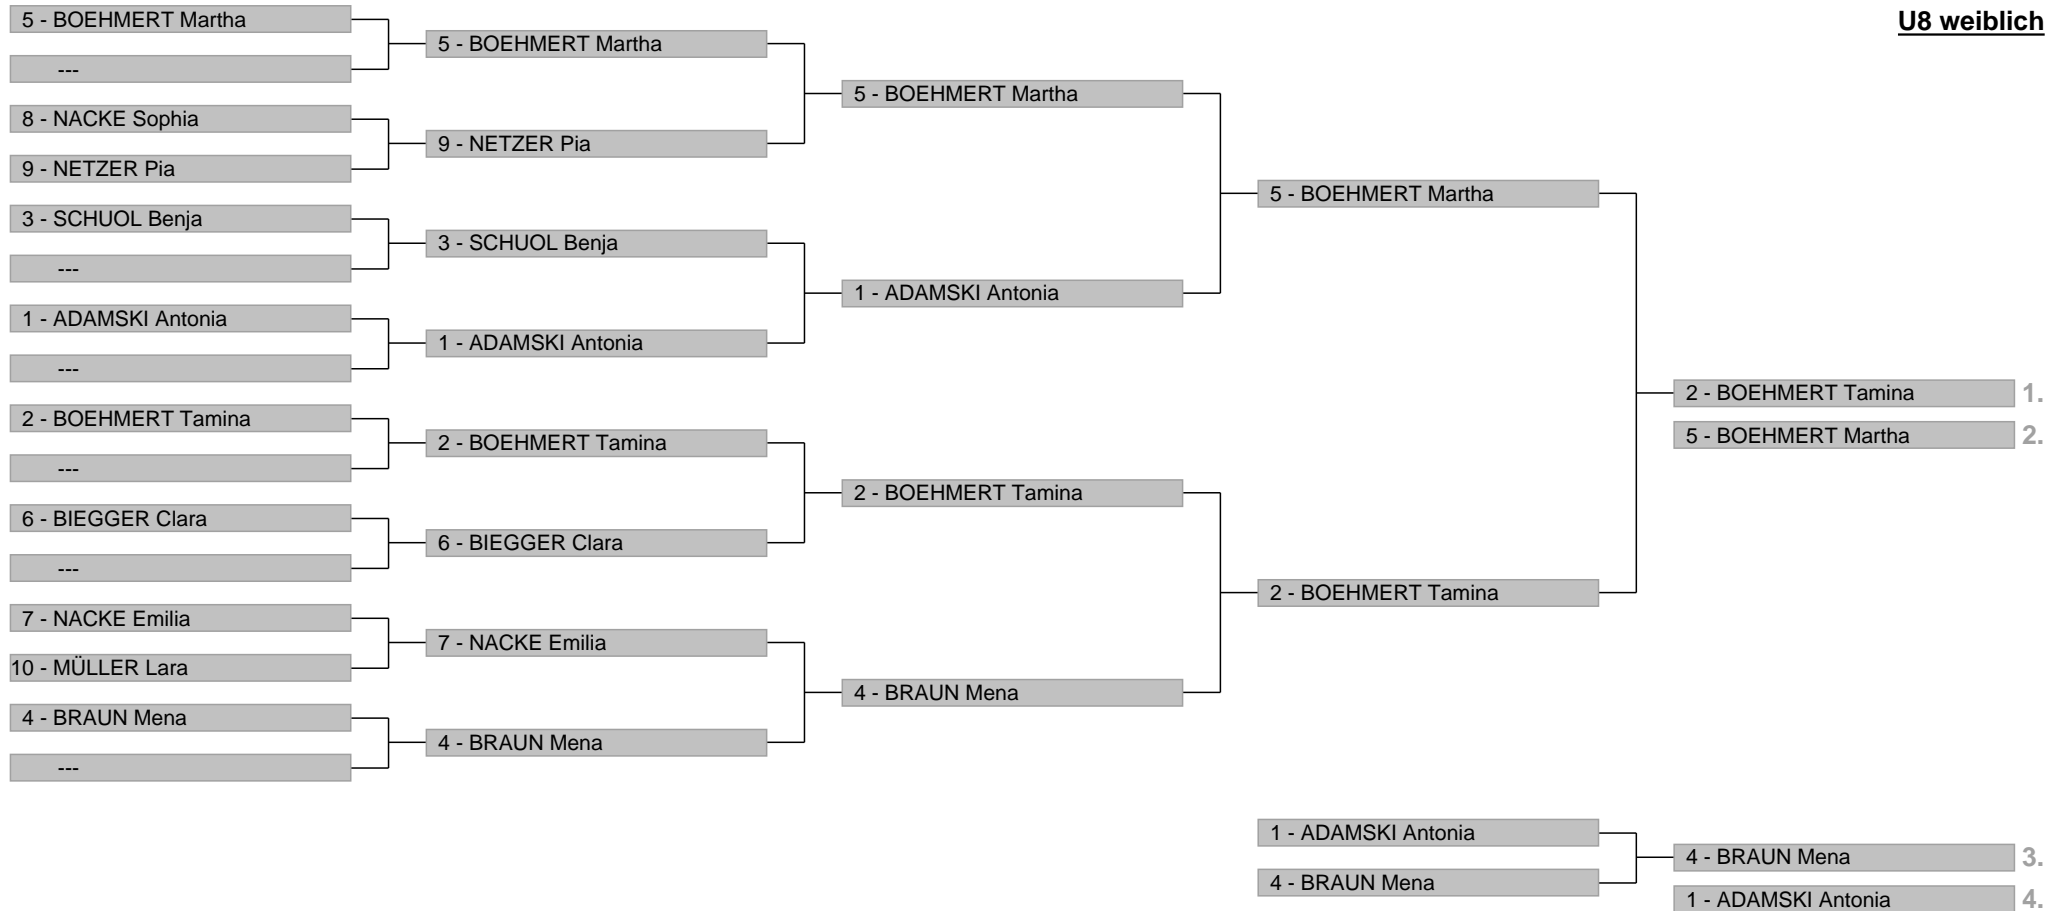 U8 weiblich
5 - BOEHMERT Martha
---
8 - NACKE Sophia
9 - NETZER Pia
3 - SCHUOL Benja
---
1 - ADAMSKI Antonia
---
2 - BOEHMERT Tamina
---
6 - BIEGGER Clara
---
7 - NACKE Emilia
10 - MÜLLER Lara
4 - BRAUN Mena
---
5 - BOEHMERT Martha
9 - NETZER Pia
3 - SCHUOL Benja
1 - ADAMSKI Antonia
2 - BOEHMERT Tamina
6 - BIEGGER Clara
7 - NACKE Emilia
4 - BRAUN Mena
5 - BOEHMERT Martha
1 - ADAMSKI Antonia
2 - BOEHMERT Tamina
4 - BRAUN Mena
5 - BOEHMERT Martha
2 - BOEHMERT Tamina
2 - BOEHMERT Tamina 1.
5 - BOEHMERT Martha 2.
1 - ADAMSKI Antonia
4 - BRAUN Mena
4 - BRAUN Mena 3.
1 - ADAMSKI Antonia 4.